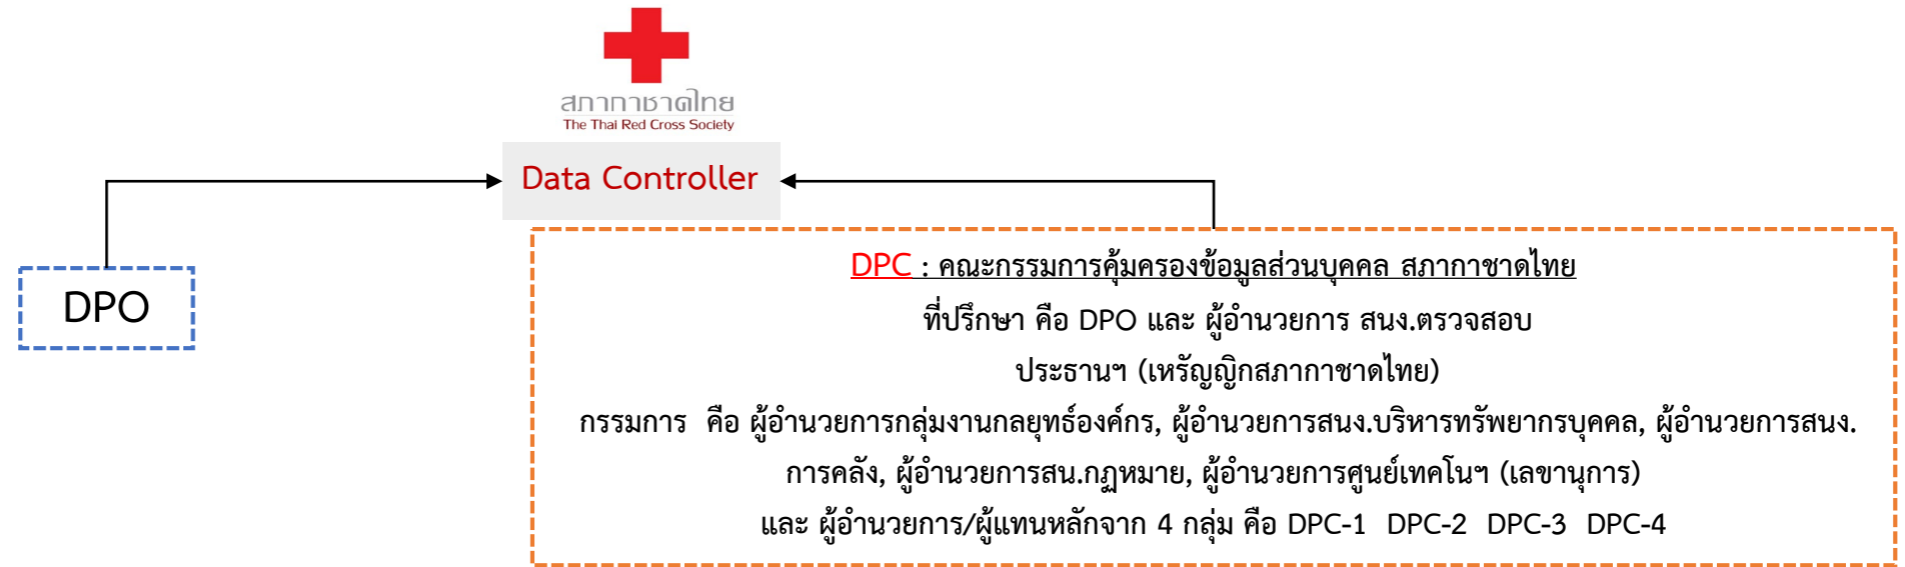 สภากาชาดไทย
The Thai Red Cross Society
Data Controller
DPO
DPC : คณะกรรมการคุ้มครองข้อมูลส่วนบุคคล สภากาชาดไทย
ที่ปรึกษา คือ DPO และ ผู้อำนวยการ สนง.ตรวจสอบ
ประธานฯ (เหรัญญิกสภากาชาดไทย)
กรรมการ คือ ผู้อำนวยการกลุ่มงานกลยุทธ์องค์กร, ผู้อำนวยการสนง.บริหารทรัพยากรบุคคล, ผู้อำนวยการสนง.
การคลัง, ผู้อำนวยการสน.กฏหมาย, ผู้อำนวยการศูนย์เทคโนฯ (เลขานุการ)
และ ผู้อำนวยการ/ผู้แทนหลักจาก 4 กลุ่ม คือ DPC-1 DPC-2 DPC-3 DPC-4